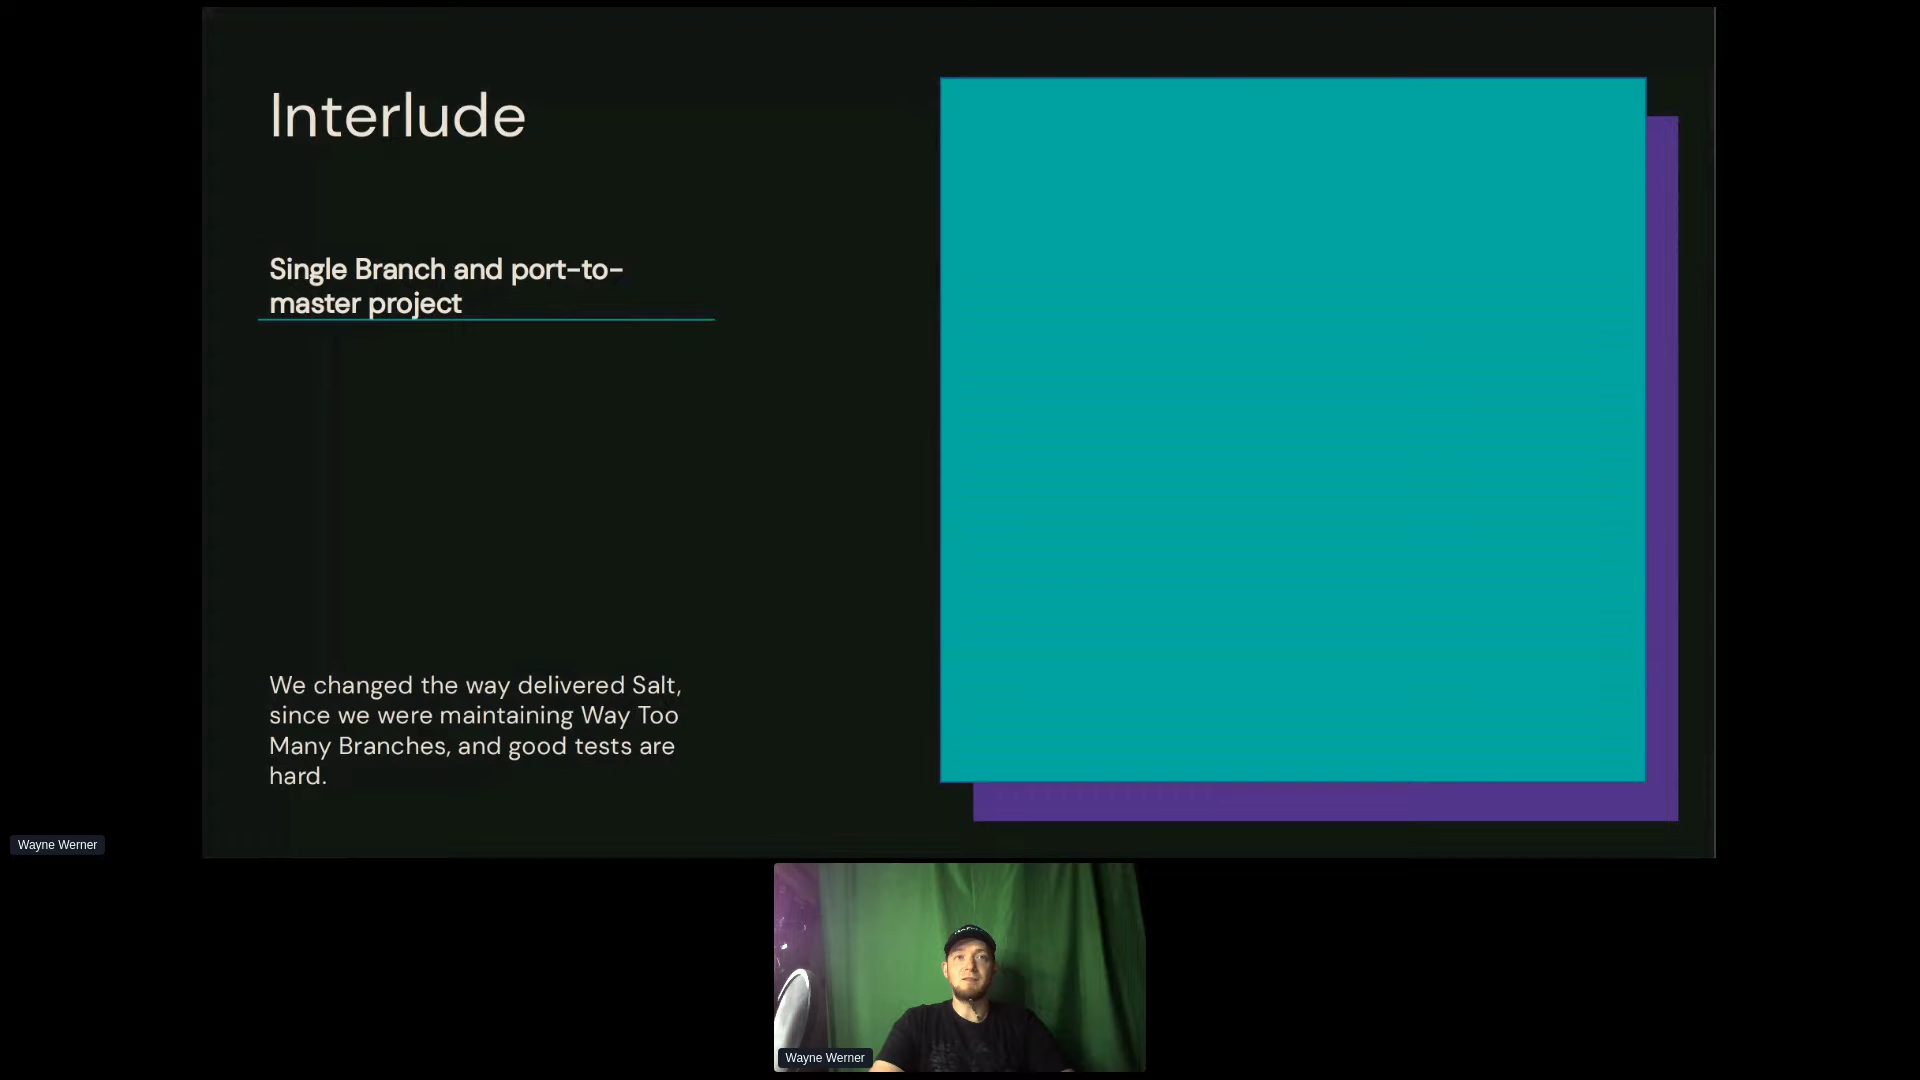 Interlude
Single Branch and port-to-
master project
We changed the way delivered Salt,
since we were maintaining Way Too
Many Branches, and good tests are
hard.
Wayne Werner
Wayne Werner